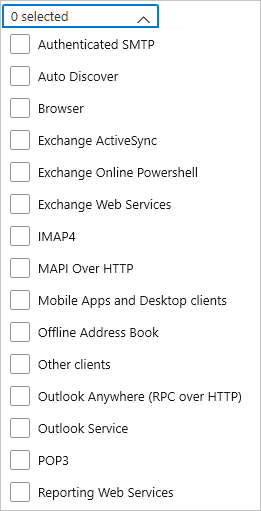 0 selected
Authenticated SMTP
Auto Discover
Browser
Exchange ActiveSync
Exchange Online Powershell
Exchange Web Services
IMAP4
MAPI Over HTTP
Mobile Apps and Desktop clients
Offline Address Book
Other clients
Outlook Anywhere (RPC over HTTP)
Outlook Service
POP3
Reporting Web Services